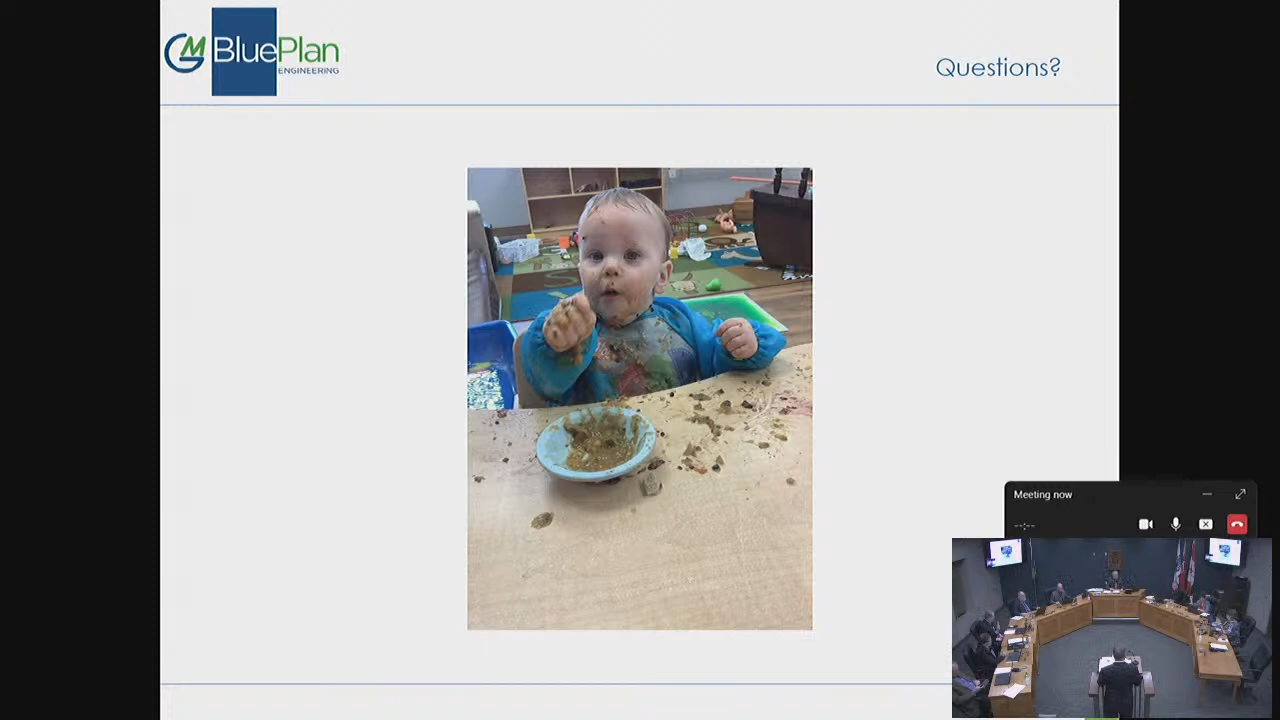 GM BluePlan
ENGINEERING
Questions?
Meeting now
--:--